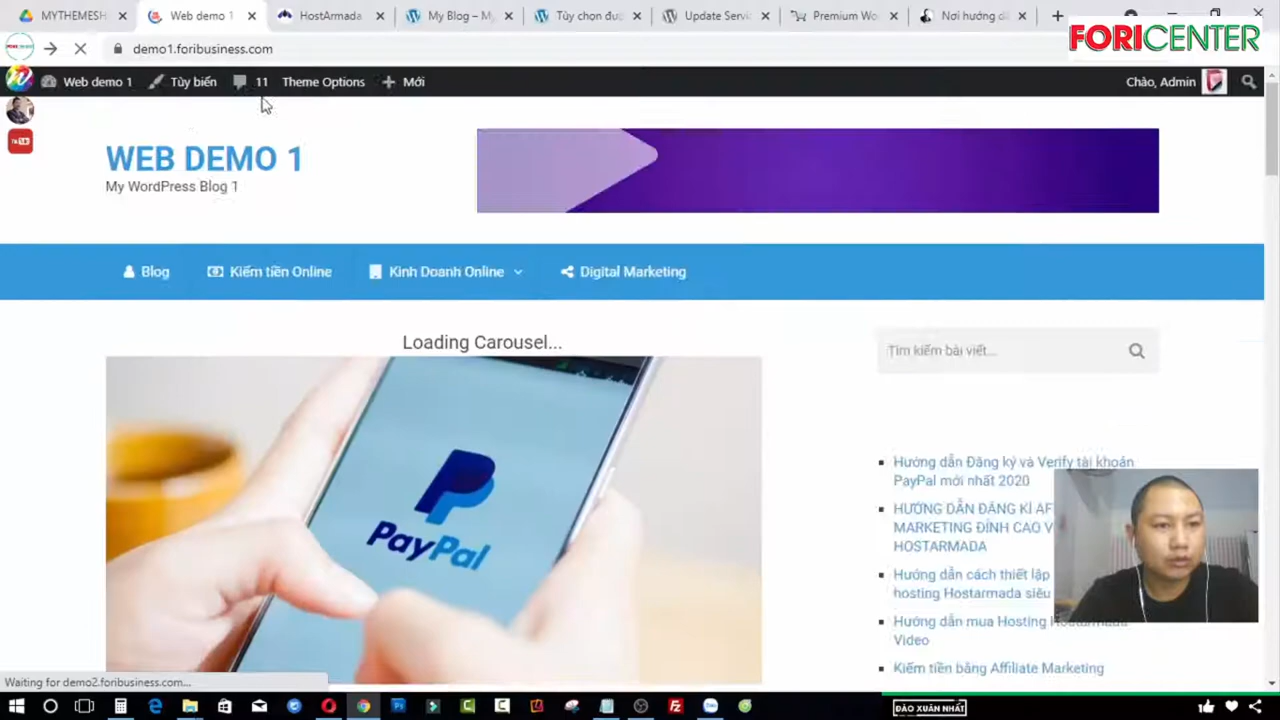 MYTHEMESH
Web demo 1
HostArmada
My Blog – My
Tùy chọn đư
Update Servi
Premium Wo
Nơi hướng dẫ
FORICENTER
demo1.foribusiness.com
Web demo 1
Tùy biến
11
Theme Options
Mới
Chào, Admin
WEB DEMO 1
My WordPress Blog 1
Blog
Kiếm tiền Online
Kinh Doanh Online
Digital Marketing
Loading Carousel...
Tìm kiếm bài viết...
PayPal
Hướng dẫn Đăng ký và Verify tài khoản
PayPal mới nhất 2020
HƯỚNG DẪN ĐĂNG KÍ AF
MARKETING ĐỈNH CAO V
HOSTARMADA
Hướng dẫn cách thiết lập
hosting Hostarmada siêu
Hướng dẫn mua Hosting Hostarmada
Video
Kiếm tiền bằng Affiliate Marketing
Waiting for demo2.foribusiness.com...
ĐÀO XUÂN NHẤT